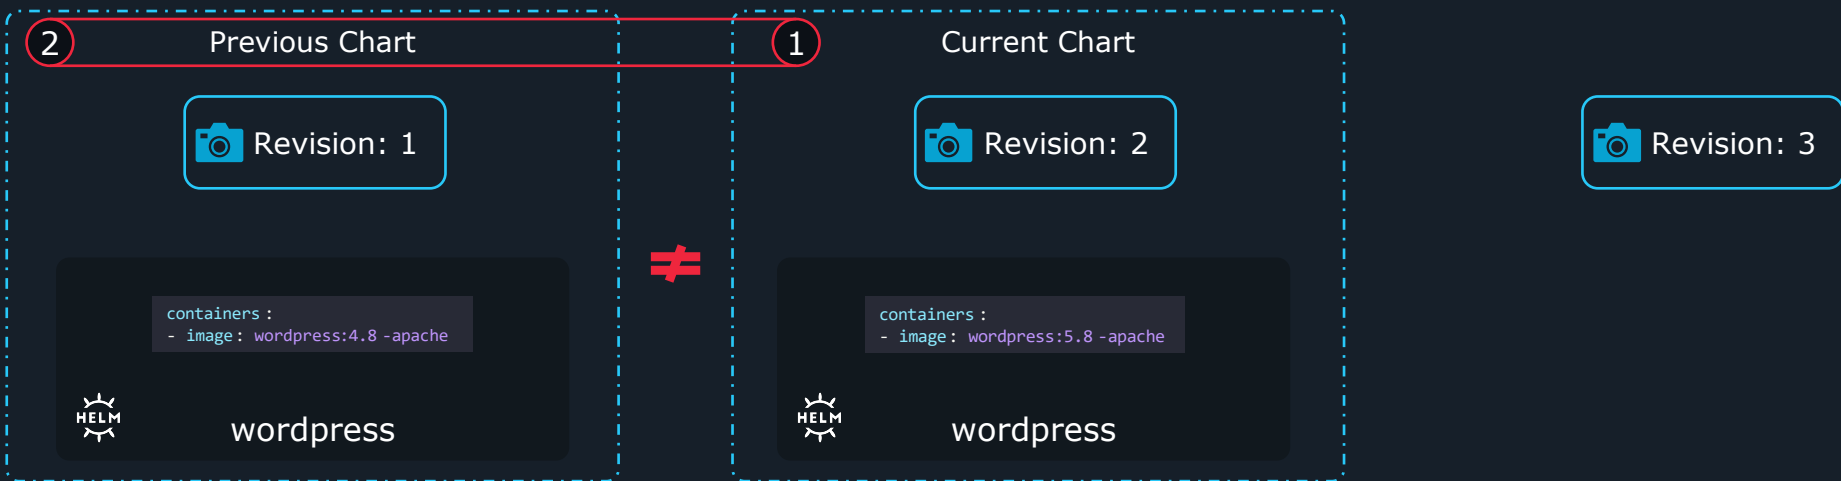 2
Previous Chart
1
Current Chart
Revision: 1
Revision: 2
Revision: 3
containers:
- image: wordpress:4.8-apache
containers:
- image: wordpress:5.8-apache
HELM
wordpress
HELM
wordpress